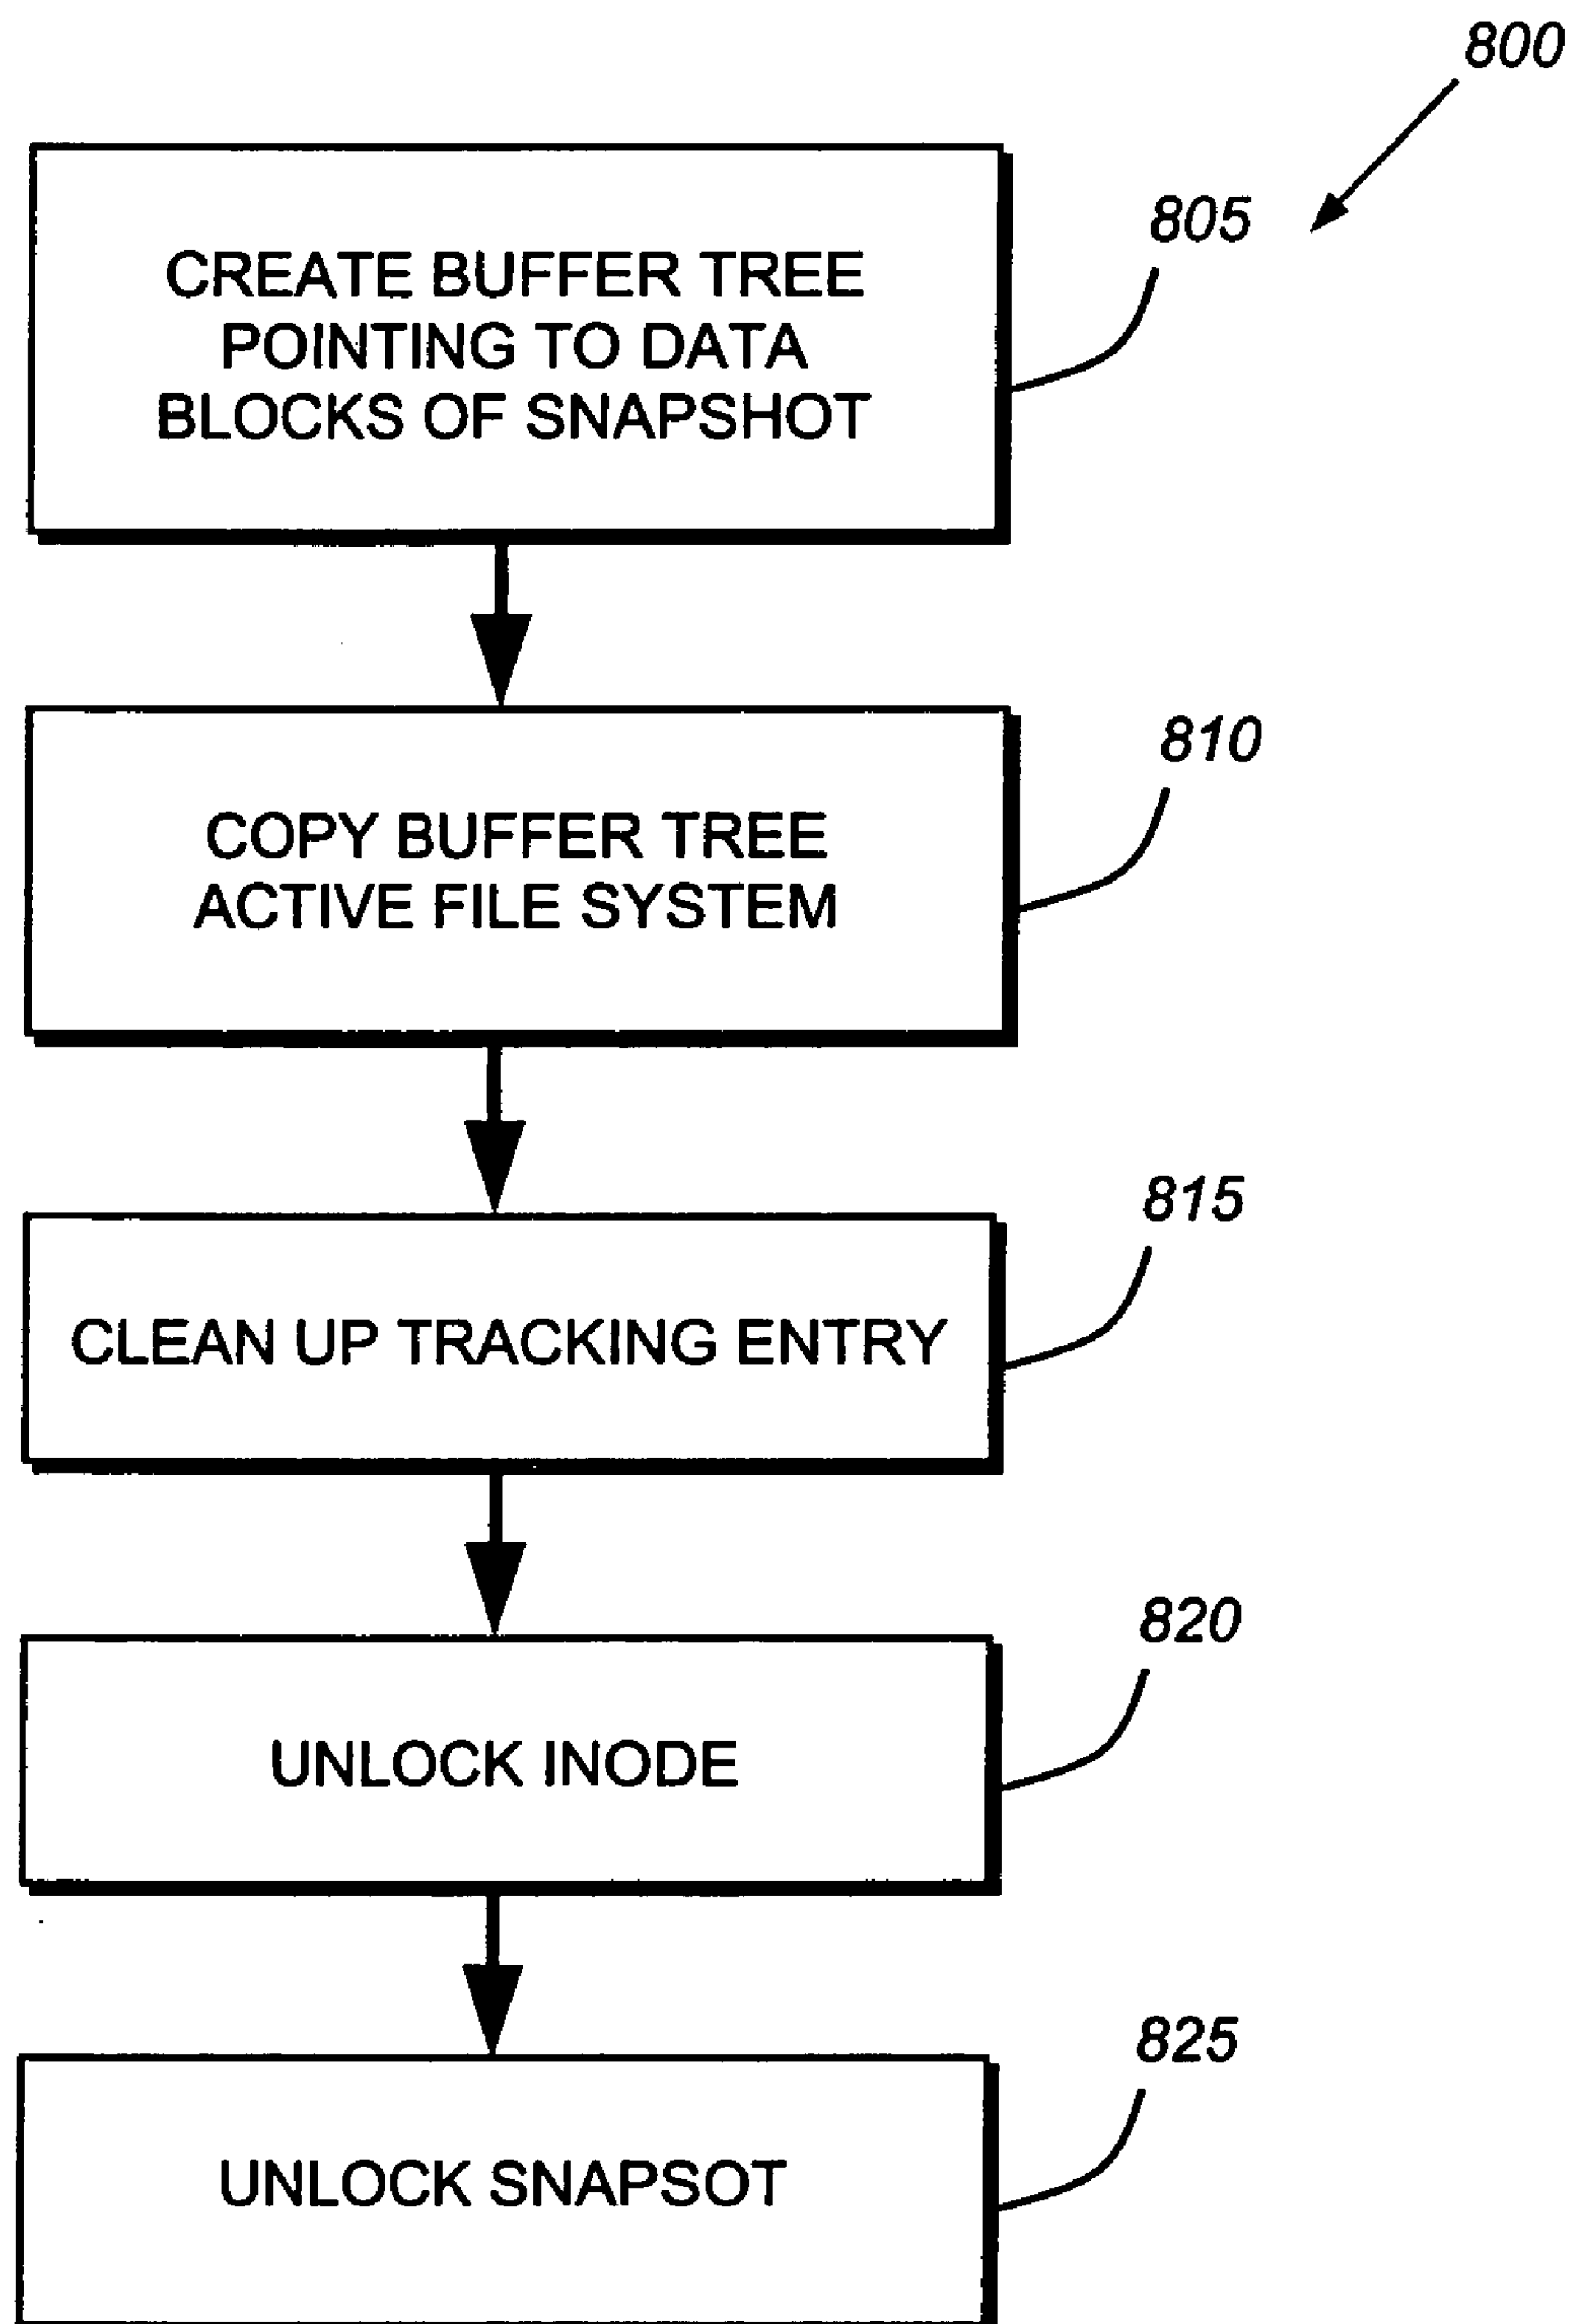 800
805
CREATE BUFFER TREE
POINTING TO DATA
BLOCKS OF SNAPSHOT
810
COPY BUFFER TREE
ACTIVE FILE SYSTEM
815
CLEAN UP TRACKING ENTRY
820
UNLOCK INODE
825
UNLOCK SNAPSOT